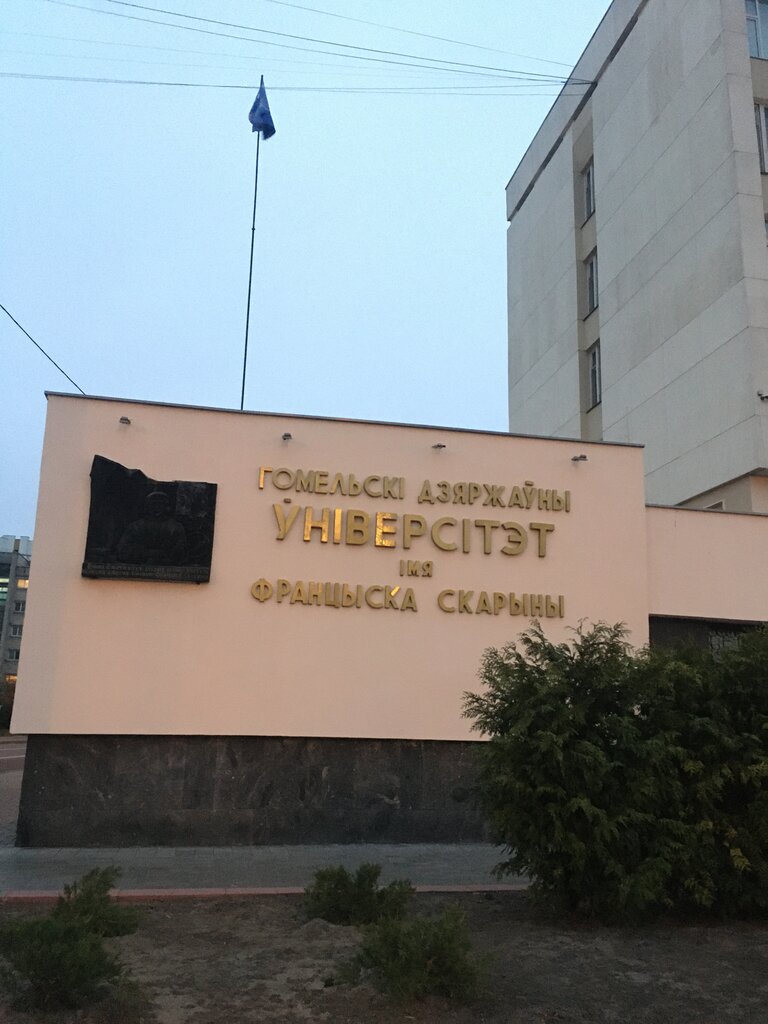 ГОМЕЛЬСКІ ДЗЯРЖАЎНЫ
ЎНІВЕРСІТЭТ
ІМЯ
ФРАНЦЫСКА СКАРЫНЫ